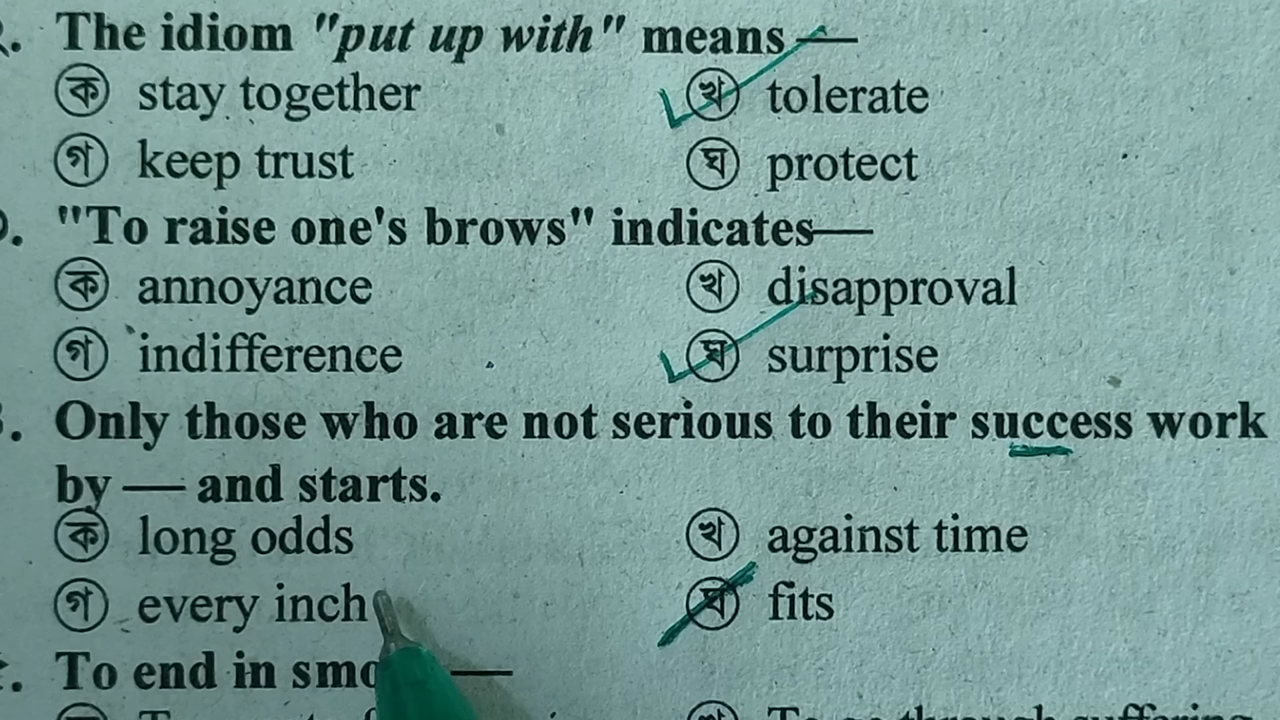 The idiom "put up with" means —
ক stay together খ tolerate
গ keep trust ঘ protect
"To raise one's brows" indicates—
ক annoyance খ disapproval
গ indifference ঘ surprise
Only those who are not serious to their success work
by — and starts.
ক long odds খ against time
গ every inch ঘ fits
To end in —